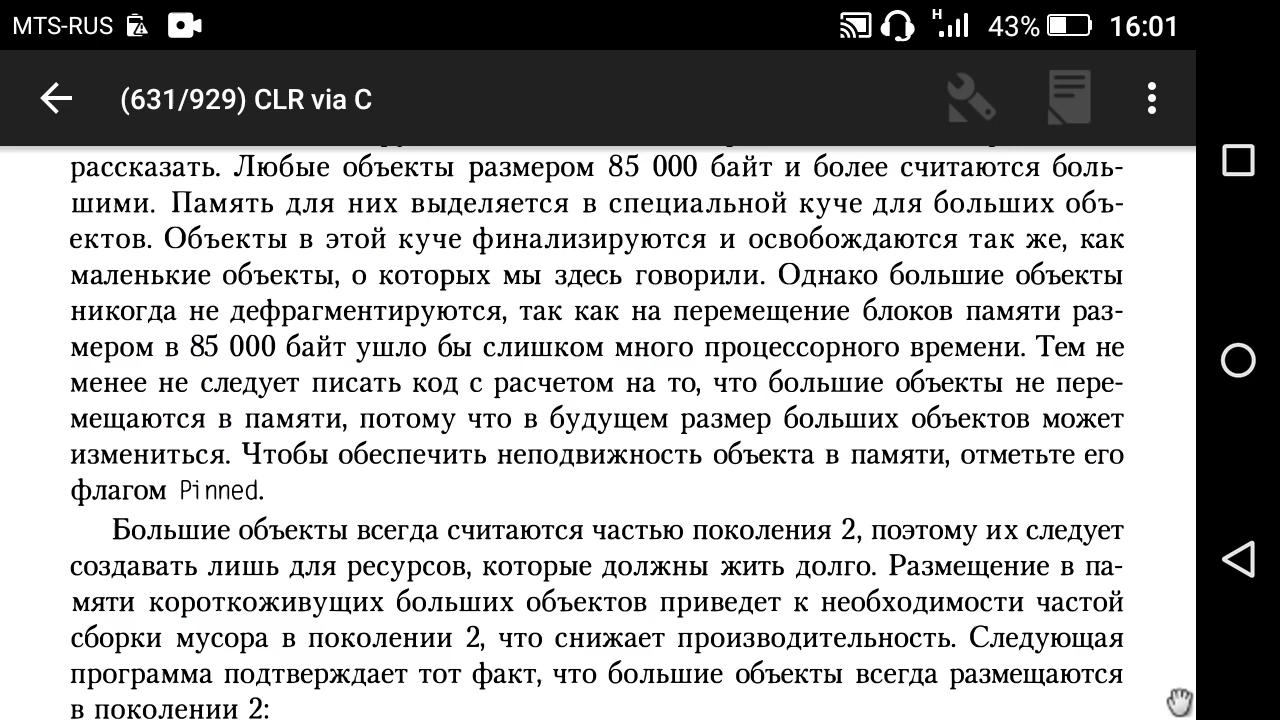 MTS-RUS
H
43%
16:01
(631/929) CLR via C
рассказать. Любые объекты размером 85 000 байт и более считаются боль-
шими. Память для них выделяется в специальной куче для больших объ-
ектов. Объекты в этой куче финализируются и освобождаются так же, как
маленькие объекты, о которых мы здесь говорили. Однако большие объекты
никогда не дефрагментируются, так как на перемещение блоков памяти раз-
мером в 85 000 байт ушло бы слишком много процессорного времени. Тем не
менее не следует писать код с расчетом на то, что большие объекты не пере-
мещаются в памяти, потому что в будущем размер больших объектов может
измениться. Чтобы обеспечить неподвижность объекта в памяти, отметьте его
флагом Pinned.
Большие объекты всегда считаются частью поколения 2, поэтому их следует
создавать лишь для ресурсов, которые должны жить долго. Размещение в па-
мяти короткоживущих больших объектов приведет к необходимости частой
сборки мусора в поколении 2, что снижает производительность. Следующая
программа подтверждает тот факт, что большие объекты всегда размещаются
в поколении 2: